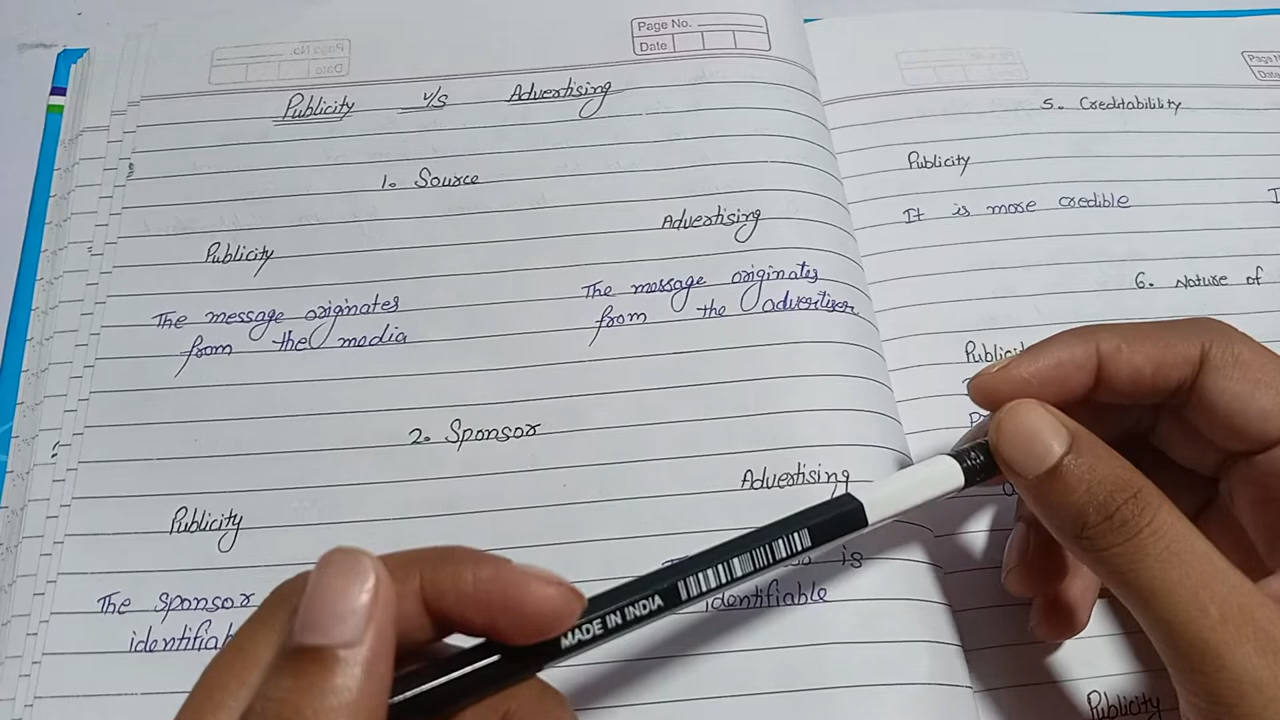 Page No.
Date
Publicity v/s Advertising
1. Source
Publicity
Advertising
The message originates
from the media
The message originates
from the advertiser
2. Sponsor
Publicity
Advertising
The sponsor
is
identifiable
MADE IN INDIA
Date
5. Creditability
Publicity
It is more credible
6. Nature of
Publicity